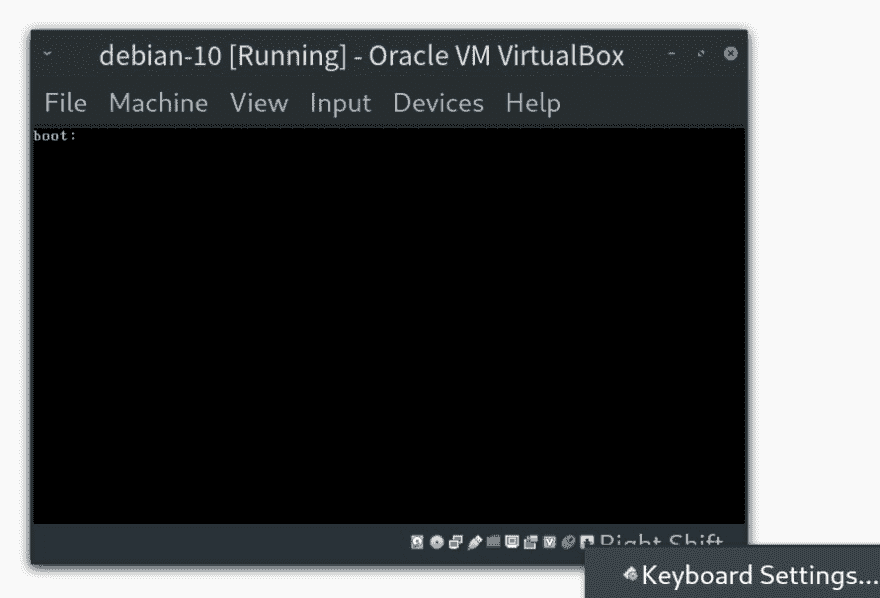 debian-10 [Running] - Oracle VM VirtualBox
File Machine View Input Devices Help
boot:
Right Shift
Keyboard Settings...